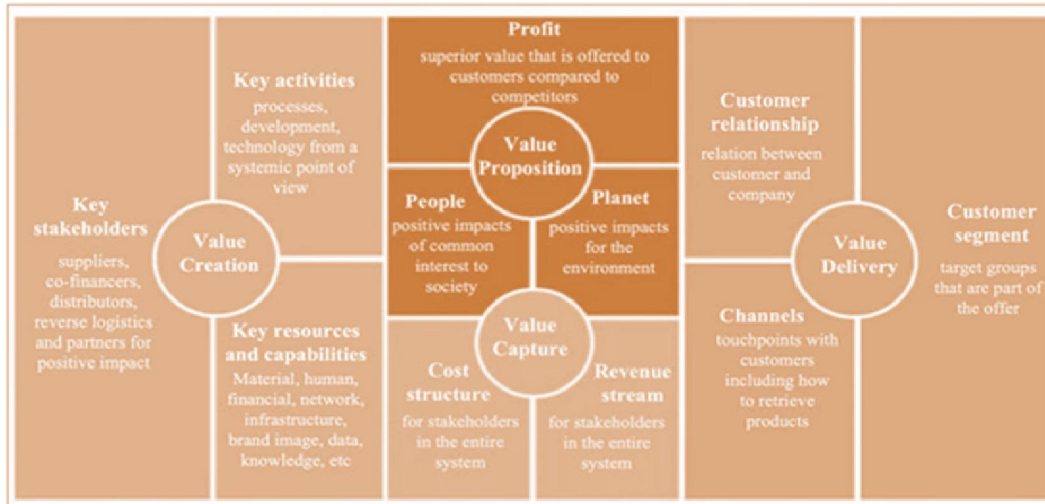 Key
stakeholders
suppliers,
co-financers,
distributors,
reverse logistics
and partners for
positive impact
Key activities
processes,
development,
technology from a
systemic point of
view
Value
Creation
Key resources
and capabilities
Material, human,
financial, network,
infrastructure,
brand image, data,
knowledge, etc
Profit
superior value that is offered to
customers compared to
competitors
Value
Proposition
People
positive impacts
of common
interest to
society
Planet
positive impacts
for the
environment
Value
Capture
Cost
structure
for stakeholders
in the entire
system
Revenue
stream
for stakeholders
in the entire
system
Customer
relationship
relation between
customer and
company
Value
Delivery
Channels
touchpoints with
customers
including how
to retrieve
products
Customer
segment
target groups
that are part of
the offer